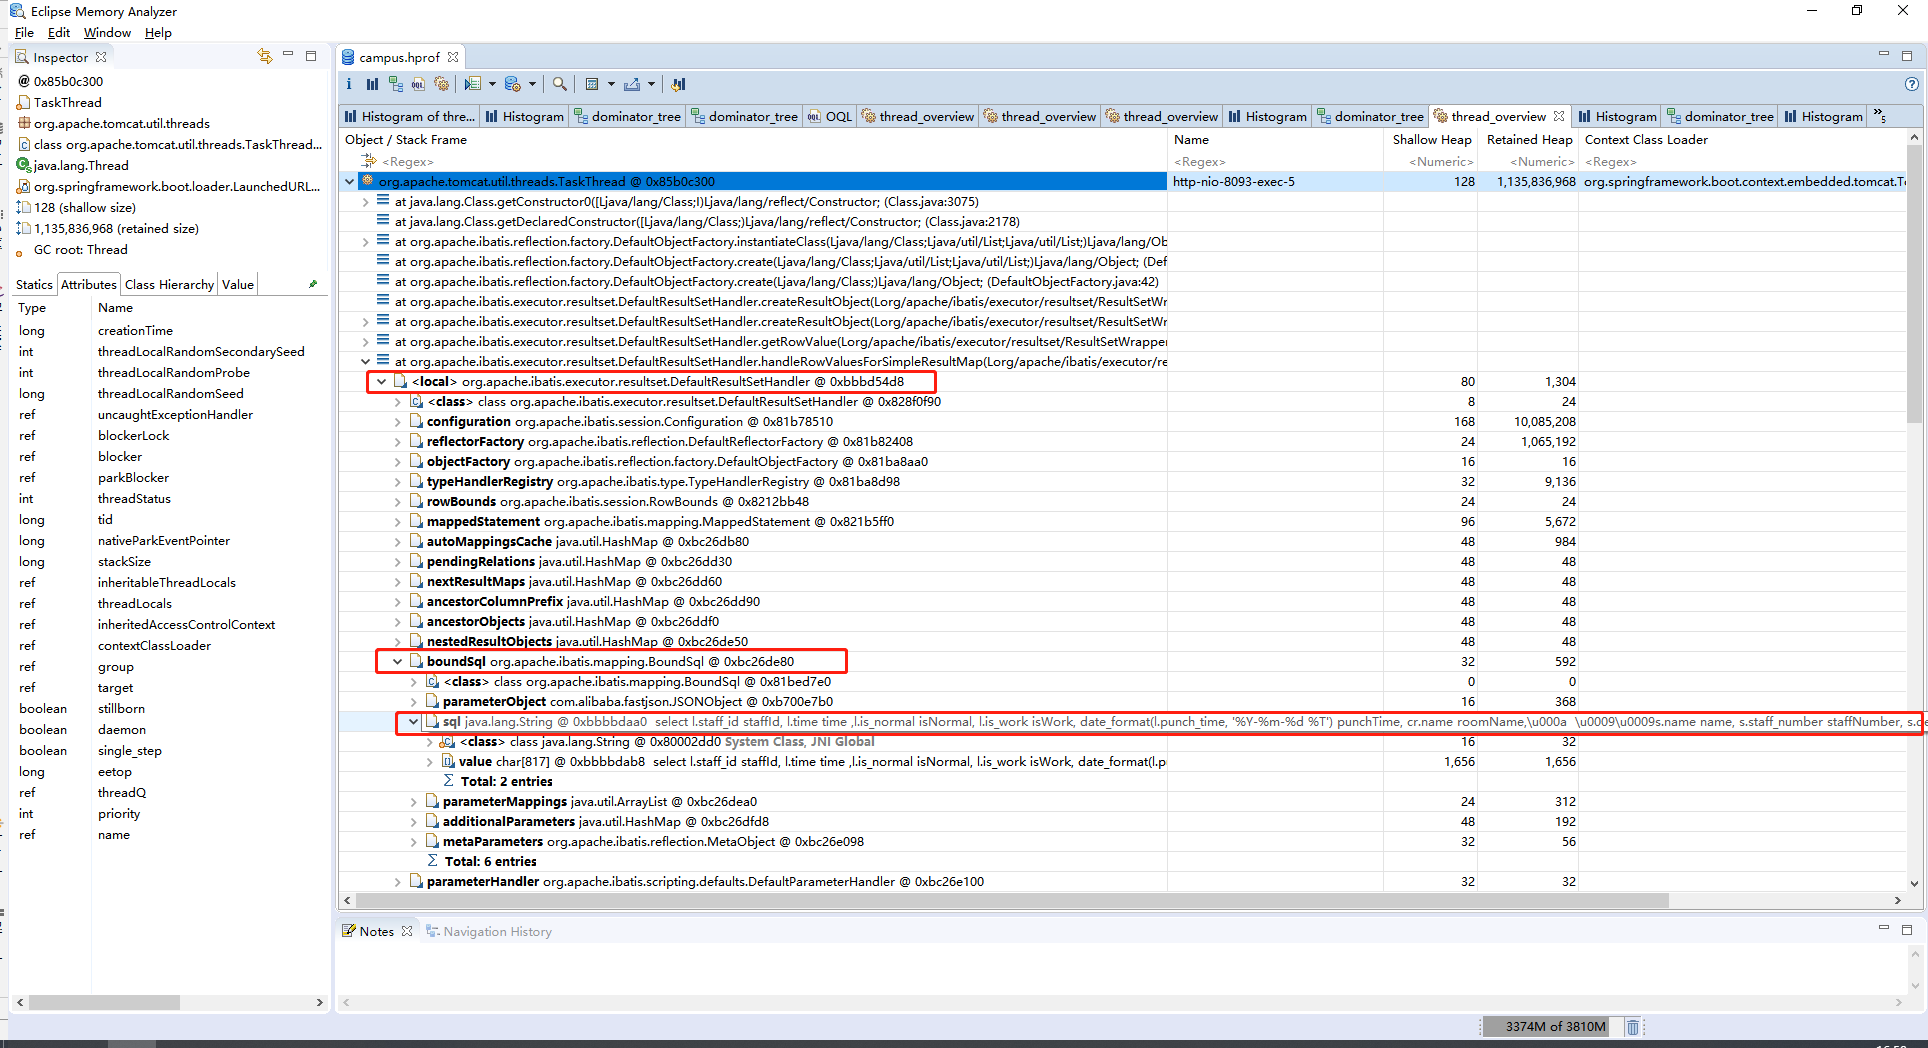 Eclipse Memory Analyzer
File Edit Window Help
Inspector
@ 0x85b0c300
TaskThread
org.apache.tomcat.util.threads
class org.apache.tomcat.util.threads.TaskThread...
java.lang.Thread
org.springframework.boot.loader.LaunchedURL...
128 (shallow size)
1,135,836,968 (retained size)
GC root: Thread
Statics Attributes Class Hierarchy Value
Type Name
long creationTime
int threadLocalRandomSecondarySeed
int threadLocalRandomProbe
long threadLocalRandomSeed
ref uncaughtExceptionHandler
ref blockerLock
ref blocker
ref parkBlocker
int threadStatus
long tid
long nativeParkEventPointer
long stackSize
ref inheritableThreadLocals
ref threadLocals
ref inheritedAccessControlContext
ref contextClassLoader
ref group
ref target
boolean stillborn
boolean daemon
boolean single_step
long eetop
ref threadQ
int priority
ref name
campus.hprof
Histogram of thre... Histogram dominator_tree dominator_tree OQL thread_overview thread_overview thread_overview Histogram dominator_tree thread_overview Histogram dominator_tree Histogram »5
Object / Stack Frame Name Shallow Heap Retained Heap Context Class Loader
<Regex> <Regex> <Numeric> <Numeric> <Regex>
org.apache.tomcat.util.threads.TaskThread @ 0x85b0c300 http-nio-8093-exec-5 128 1,135,836,968 org.springframework.boot.context.embedded.tomcat.T
at java.lang.Class.getConstructor0([Ljava/lang/Class;I)Ljava/lang/reflect/Constructor; (Class.java:3075)
at java.lang.Class.getDeclaredConstructor([Ljava/lang/Class;)Ljava/lang/reflect/Constructor; (Class.java:2178)
at org.apache.ibatis.reflection.factory.DefaultObjectFactory.instantiateClass(Ljava/lang/Class;Ljava/util/List;Ljava/util/List;)Ljava/lang/Ob
at org.apache.ibatis.reflection.factory.DefaultObjectFactory.create(Ljava/lang/Class;Ljava/util/List;Ljava/util/List;)Ljava/lang/Object; (Def
at org.apache.ibatis.reflection.factory.DefaultObjectFactory.create(Ljava/lang/Class;)Ljava/lang/Object; (DefaultObjectFactory.java:42)
at org.apache.ibatis.executor.resultset.DefaultResultSetHandler.createResultObject(Lorg/apache/ibatis/executor/resultset/ResultSetWr
at org.apache.ibatis.executor.resultset.DefaultResultSetHandler.createResultObject(Lorg/apache/ibatis/executor/resultset/ResultSetWr
at org.apache.ibatis.executor.resultset.DefaultResultSetHandler.getRowValue(Lorg/apache/ibatis/executor/resultset/ResultSetWrapper
at org.apache.ibatis.executor.resultset.DefaultResultSetHandler.handleRowValuesForSimpleResultMap(Lorg/apache/ibatis/executor/re
<local> org.apache.ibatis.executor.resultset.DefaultResultSetHandler @ 0xbbbd54d8 80 1,304
<class> class org.apache.ibatis.executor.resultset.DefaultResultSetHandler @ 0x828f0f90 8 24
configuration org.apache.ibatis.session.Configuration @ 0x81b78510 168 10,085,208
reflectorFactory org.apache.ibatis.reflection.DefaultReflectorFactory @ 0x81b82408 24 1,065,192
objectFactory org.apache.ibatis.reflection.factory.DefaultObjectFactory @ 0x81ba8aa0 16 16
typeHandlerRegistry org.apache.ibatis.type.TypeHandlerRegistry @ 0x81ba8d98 32 9,136
rowBounds org.apache.ibatis.session.RowBounds @ 0x8212bb48 24 24
mappedStatement org.apache.ibatis.mapping.MappedStatement @ 0x821b5ff0 96 5,672
autoMappingsCache java.util.HashMap @ 0xbc26db80 48 984
pendingRelations java.util.HashMap @ 0xbc26dd30 48 48
nextResultMaps java.util.HashMap @ 0xbc26dd60 48 48
ancestorColumnPrefix java.util.HashMap @ 0xbc26dd90 48 48
ancestorObjects java.util.HashMap @ 0xbc26ddf0 48 48
nestedResultObjects java.util.HashMap @ 0xbc26de50 48 48
boundSql org.apache.ibatis.mapping.BoundSql @ 0xbc26de80 32 592
<class> class org.apache.ibatis.mapping.BoundSql @ 0x81bed7e0 0 0
parameterObject com.alibaba.fastjson.JSONObject @ 0xb700e7b0 16 368
sql java.lang.String @ 0xbbbbdaa0 select l.staff_id staffId, l.time time ,l.is_normal isNormal, l.is_work isWork, date_format(l.punch_time, '%Y-%m-%d %T') punchTime, cr.name roomName,\u000a \u0009\u0009s.name name, s.staff_number staffNumber, s.de
<class> class java.lang.String @ 0x80002dd0 System Class, JNI Global 16 32
value char[817] @ 0xbbbbdab8 select l.staff_id staffId, l.time time ,l.is_normal isNormal, l.is_work isWork, date_format(l.p 1,656 1,656
Σ Total: 2 entries
parameterMappings java.util.ArrayList @ 0xbc26dea0 24 312
additionalParameters java.util.HashMap @ 0xbc26dfd8 48 192
metaParameters org.apache.ibatis.reflection.MetaObject @ 0xbc26e098 32 56
Σ Total: 6 entries
parameterHandler org.apache.ibatis.scripting.defaults.DefaultParameterHandler @ 0xbc26e100 32 32
Notes Navigation History
3374M of 3810M